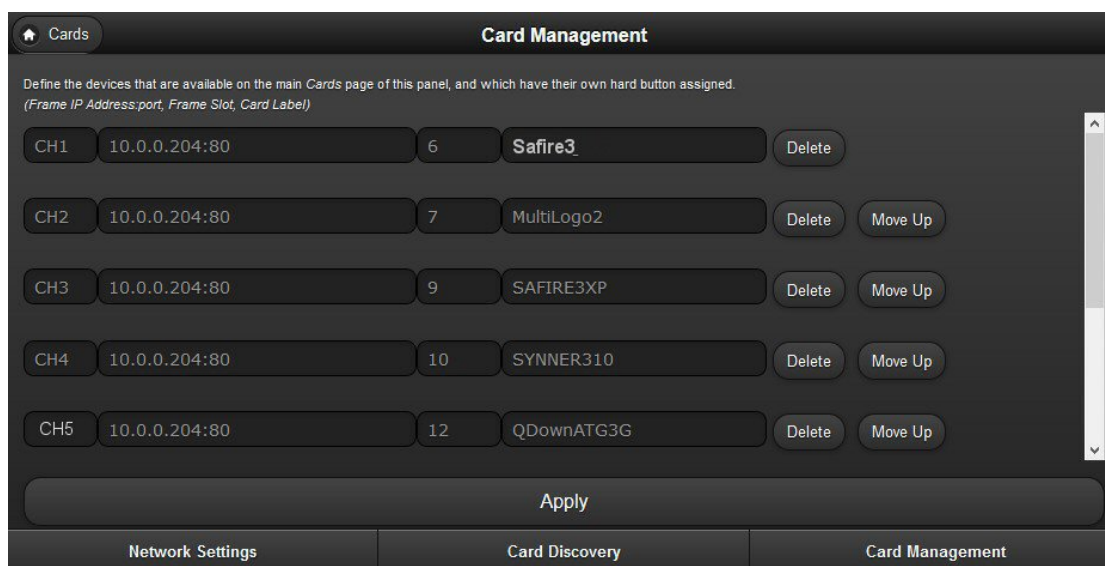 Cards
Card Management
Define the devices that are available on the main Cards page of this panel, and which have their own hard button assigned.
(Frame IP Address:port, Frame Slot, Card Label)
CH1 10.0.0.204:80 6 Safire3_ Delete
CH2 10.0.0.204:80 7 MultiLogo2 Delete Move Up
CH3 10.0.0.204:80 9 SAFIRE3XP Delete Move Up
CH4 10.0.0.204:80 10 SYNNER310 Delete Move Up
CH5 10.0.0.204:80 12 QDownATG3G Delete Move Up
Apply
Network Settings Card Discovery Card Management